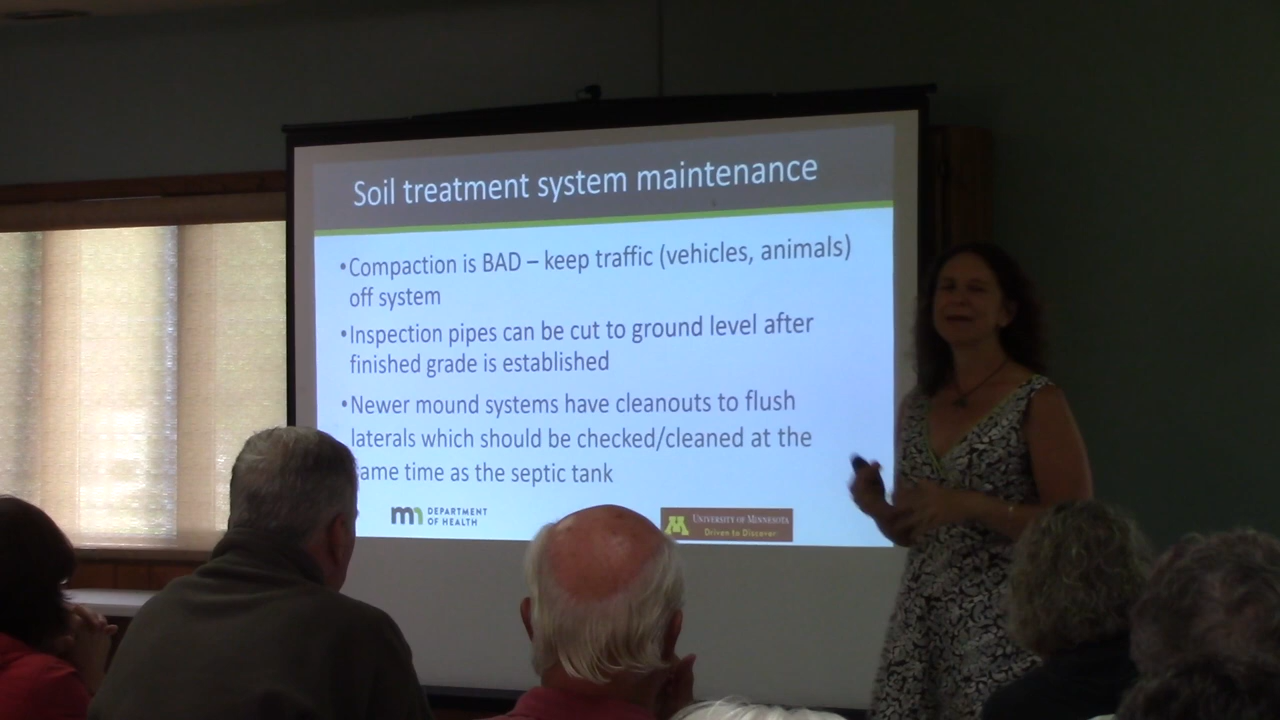 Soil treatment system maintenance
•Compaction is BAD – keep traffic (vehicles, animals)
off system
•Inspection pipes can be cut to ground level after
finished grade is established
•Newer mound systems have cleanouts to flush
laterals which should be checked/cleaned at the
same time as the septic tank
mn DEPARTMENT
OF HEALTH
M UNIVERSITY OF MINNESOTA
Driven to Discover